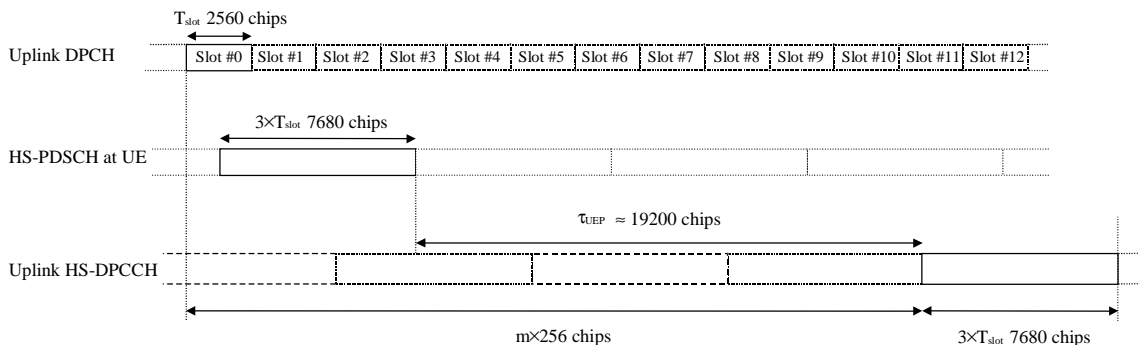 Tslot 2560 chips
Uplink DPCH
Slot #0 Slot #1 Slot #2 Slot #3 Slot #4 Slot #5 Slot #6 Slot #7 Slot #8 Slot #9 Slot #10 Slot #11 Slot #12
3×Tslot 7680 chips
HS-PDSCH at UE
τUEP ≈ 19200 chips
Uplink HS-DPCCH
m×256 chips
3×Tslot 7680 chips